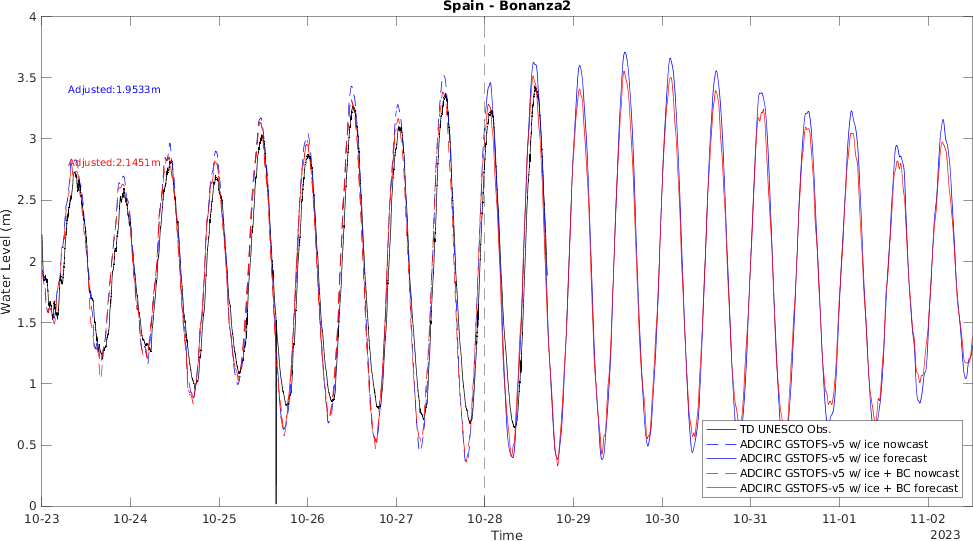 Spain - Bonanza2
4
3.5
3
2.5
2
1.5
1
0.5
0
Water Level (m)
Adjusted:1.9533m
Adjusted:2.1451m
TD UNESCO Obs.
ADCIRC GSTOFS-v5 w/ ice nowcast
ADCIRC GSTOFS-v5 w/ ice forecast
ADCIRC GSTOFS-v5 w/ ice + BC nowcast
ADCIRC GSTOFS-v5 w/ ice + BC forecast
10-23 10-24 10-25 10-26 10-27 10-28 10-29 10-30 10-31 11-01 11-02
Time
2023